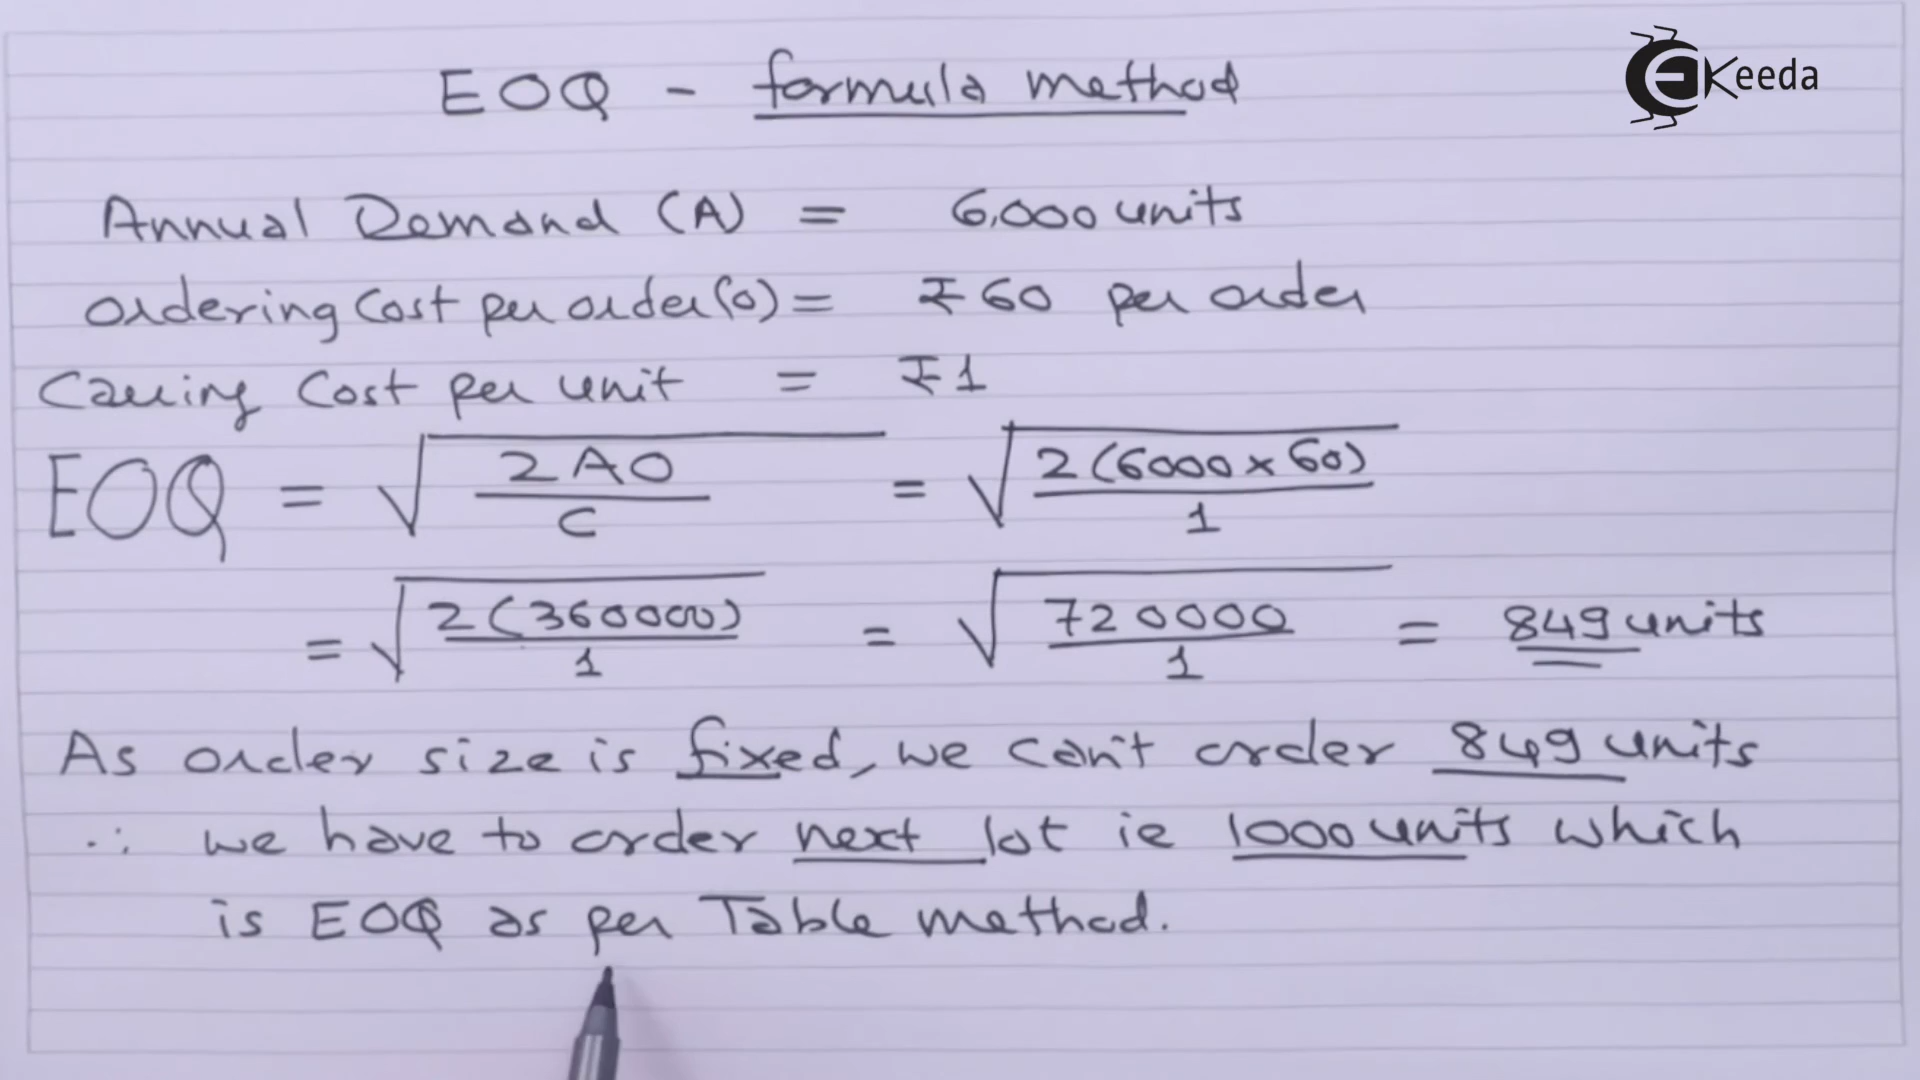 EOQ - formula method
EKeeda
Annual Demand (A) = 6,000 units
Ordering Cost per order (O) = ₹60 per order
Carring Cost per unit = ₹1
EOQ = √(2AO / C) = √(2(6000 x 60) / 1)
= √(2(360000) / 1) = √(720000 / 1) = 849 units
As order size is fixed, we can't order 849 units
∴ we have to order next lot ie 1000 units which
is EOQ as per Table method.